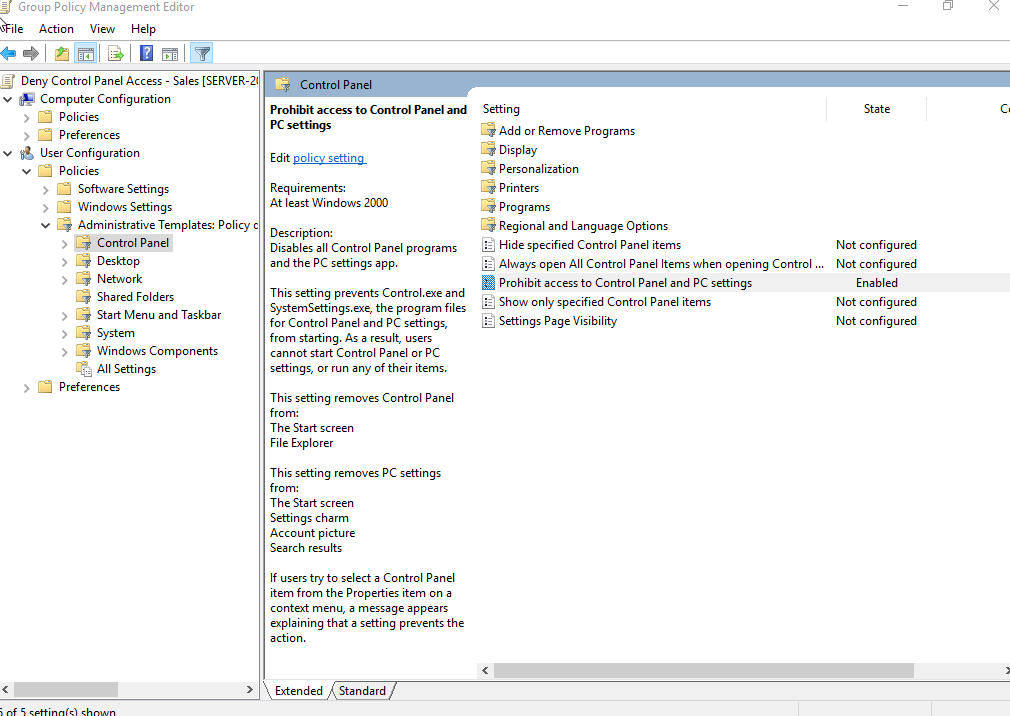 Group Policy Management Editor
File Action View Help
Deny Control Panel Access - Sales [SERVER-20
Computer Configuration
Policies
Preferences
User Configuration
Policies
Software Settings
Windows Settings
Administrative Templates: Policy d
Control Panel
Desktop
Network
Shared Folders
Start Menu and Taskbar
System
Windows Components
All Settings
Preferences
Control Panel
Prohibit access to Control Panel and
PC settings
Edit policy setting
Requirements:
At least Windows 2000
Description:
Disables all Control Panel programs
and the PC settings app.
This setting prevents Control.exe and
SystemSettings.exe, the program files
for Control Panel and PC settings,
from starting. As a result, users
cannot start Control Panel or PC
settings, or run any of their items.
This setting removes Control Panel
from:
The Start screen
File Explorer
This setting removes PC settings
from:
The Start screen
Settings charm
Account picture
Search results
If users try to select a Control Panel
item from the Properties item on a
context menu, a message appears
explaining that a setting prevents the
action.
Setting State Co
Add or Remove Programs
Display
Personalization
Printers
Programs
Regional and Language Options
Hide specified Control Panel items Not configured
Always open All Control Panel Items when opening Control ... Not configured
Prohibit access to Control Panel and PC settings Enabled
Show only specified Control Panel items Not configured
Settings Page Visibility Not configured
Extended Standard
5 of 5 setting(s) shown